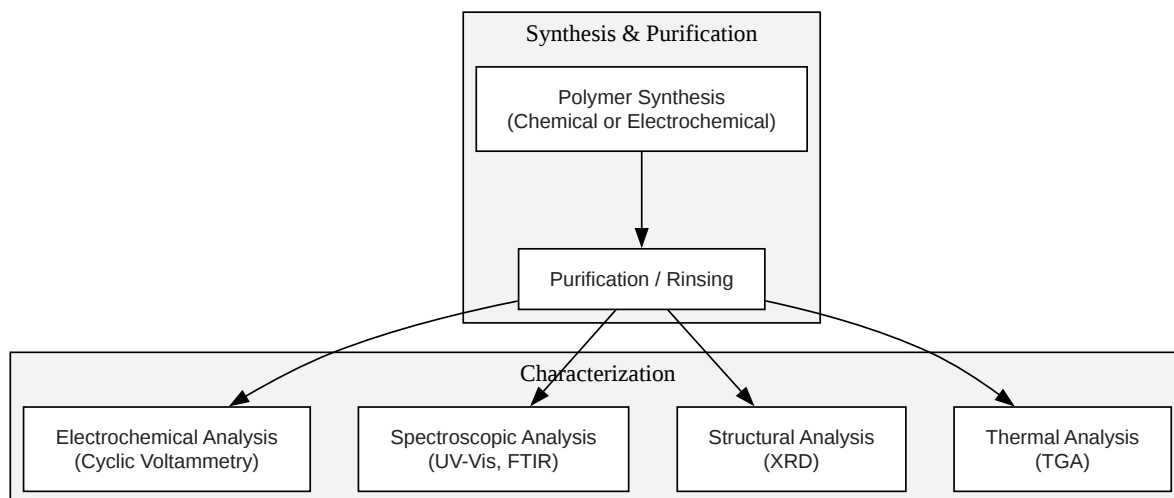 Synthesis & Purification
Polymer Synthesis
(Chemical or Electrochemical)
Purification / Rinsing
Characterization
Electrochemical Analysis
(Cyclic Voltammetry)
Spectroscopic Analysis
(UV-Vis, FTIR)
Structural Analysis
(XRD)
Thermal Analysis
(TGA)